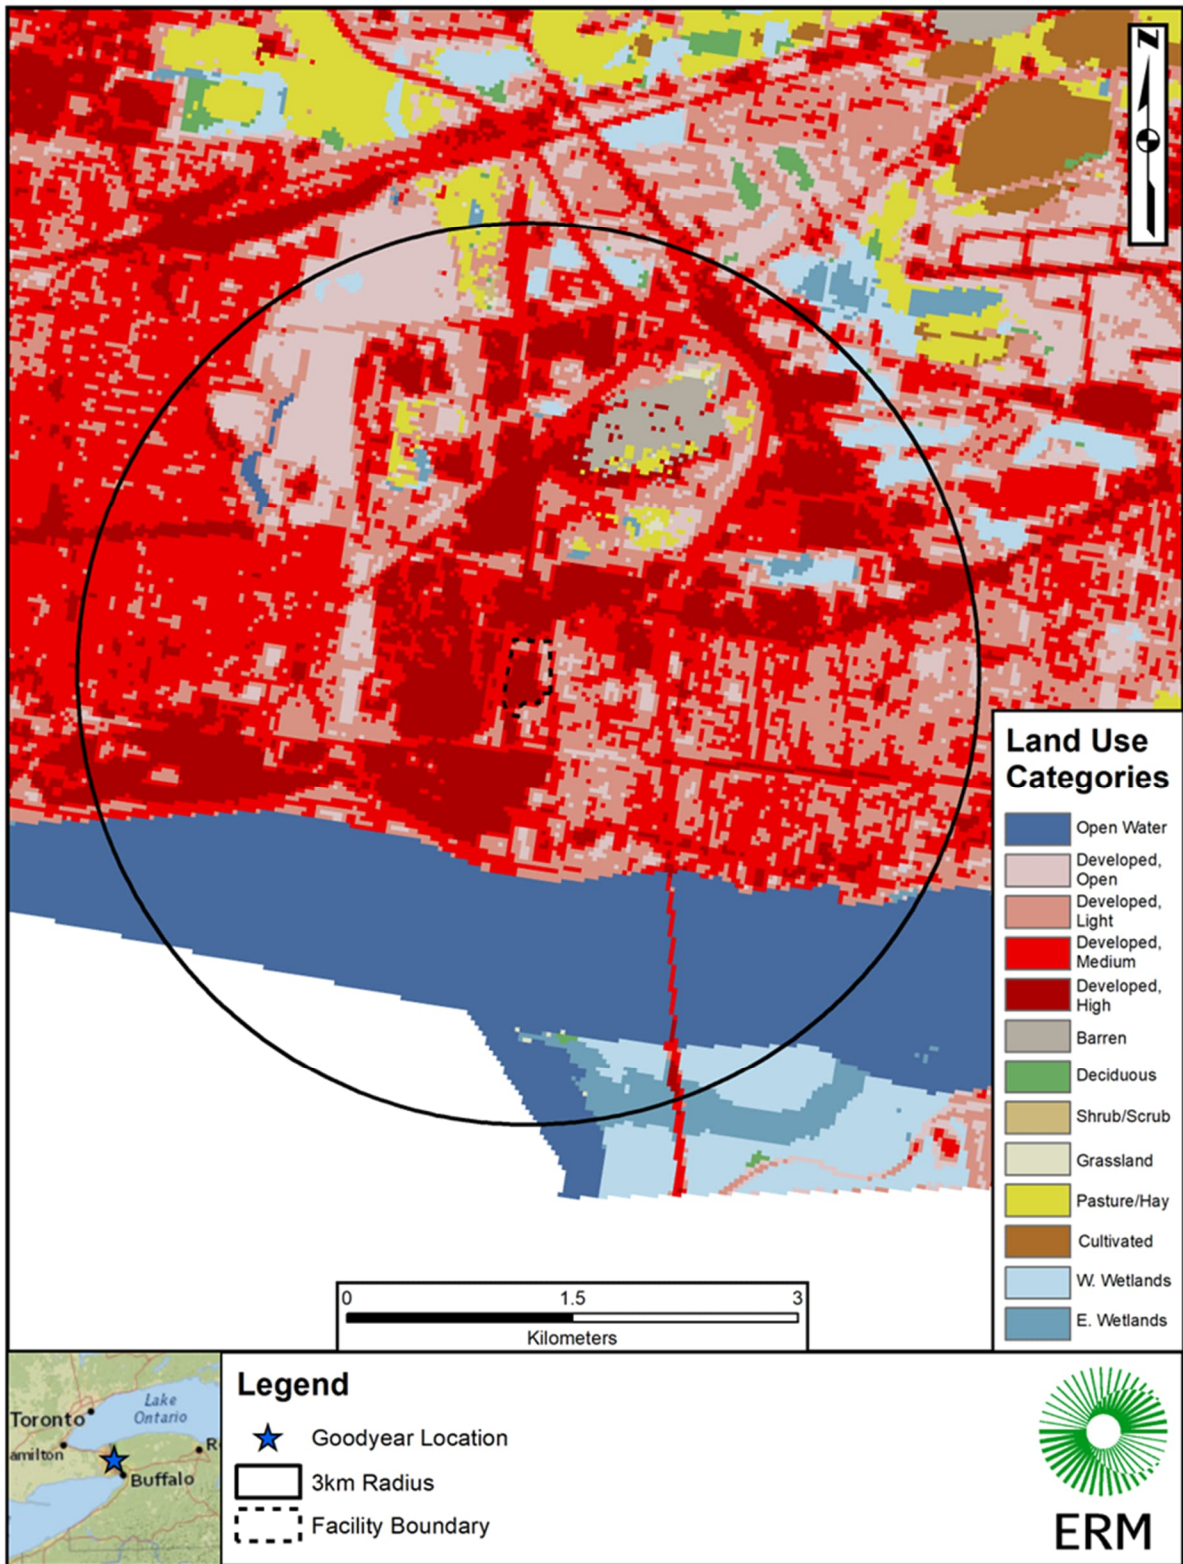 N
Land Use
Categories
Open Water
Developed,
Open
Developed,
Light
Developed,
Medium
Developed,
High
Barren
Deciduous
Shrub/Scrub
Grassland
Pasture/Hay
Cultivated
W. Wetlands
E. Wetlands
0 1.5 3
Kilometers
Lake
Ontario
Toronto
amilton
R
Buffalo
Legend
Goodyear Location
3km Radius
Facility Boundary
ERM